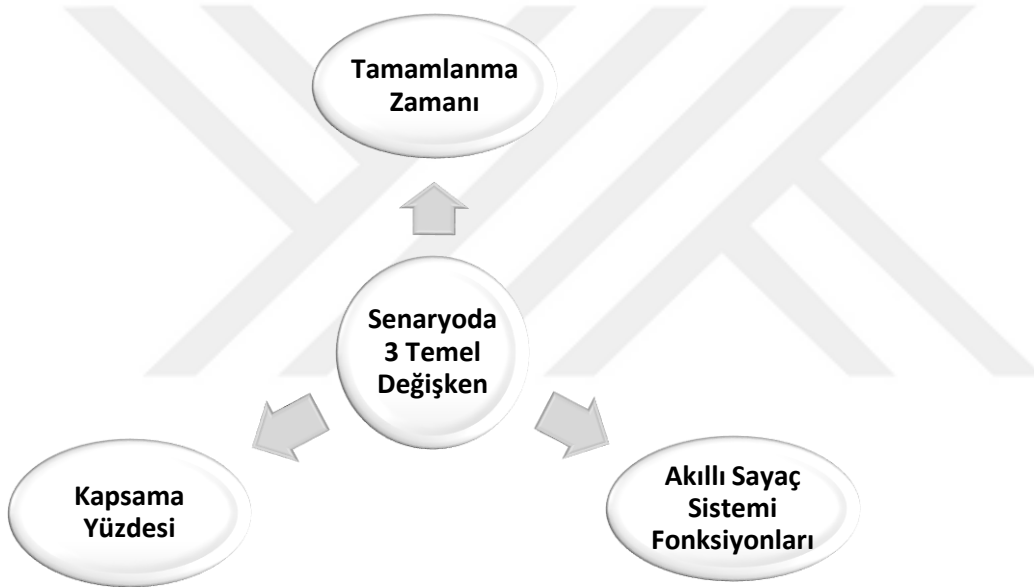 Tamamlanma
Zamanı
Senaryoda
3 Temel
Değişken
Kapsama
Yüzdesi
Akıllı Sayaç
Sistemi
Fonksiyonları